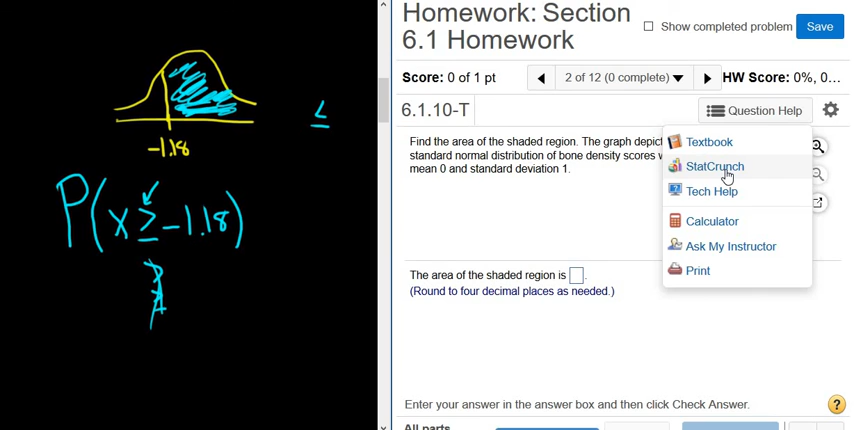 -1.18
≤
P(x ≥ -1.18)
Homework: Section
6.1 Homework
Show completed problem
Save
Score: 0 of 1 pt
2 of 12 (0 complete)
HW Score: 0%, 0...
6.1.10-T
Question Help
Find the area of the shaded region. The graph depic
standard normal distribution of bone density scores w
mean 0 and standard deviation 1.
Textbook
StatCrunch
Tech Help
Calculator
Ask My Instructor
Print
The area of the shaded region is
(Round to four decimal places as needed.)
Enter your answer in the answer box and then click Check Answer.
?
All parts